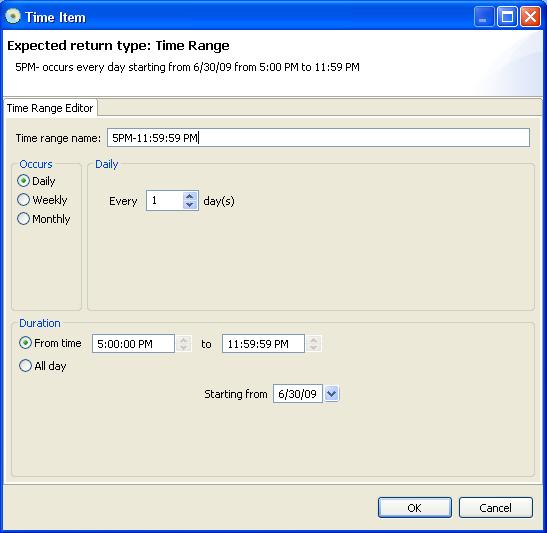 Time Item
Expected return type: Time Range
5PM- occurs every day starting from 6/30/09 from 5:00 PM to 11:59 PM
Time Range Editor
Time range name: 5PM-11:59:59 PM
Occurs
Daily
Weekly
Monthly
Daily
Every 1 day(s)
Duration
From time 5:00:00 PM to 11:59:59 PM
All day
Starting from 6/30/09
OK Cancel